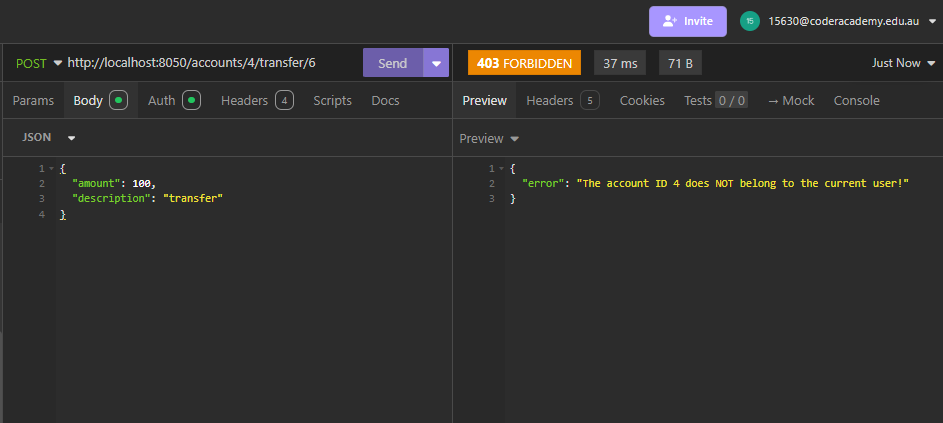 Invite
15
15630@coderacademy.edu.au
POST http://localhost:8050/accounts/4/transfer/6 Send
403 FORBIDDEN 37 ms 71 B Just Now
Params Body Auth Headers 4 Scripts Docs
Preview Headers 5 Cookies Tests 0 / 0 → Mock Console
JSON
Preview
1 {
2 "amount": 100,
3 "description": "transfer"
4 }
1 {
2 "error": "The account ID 4 does NOT belong to the current user!"
3 }